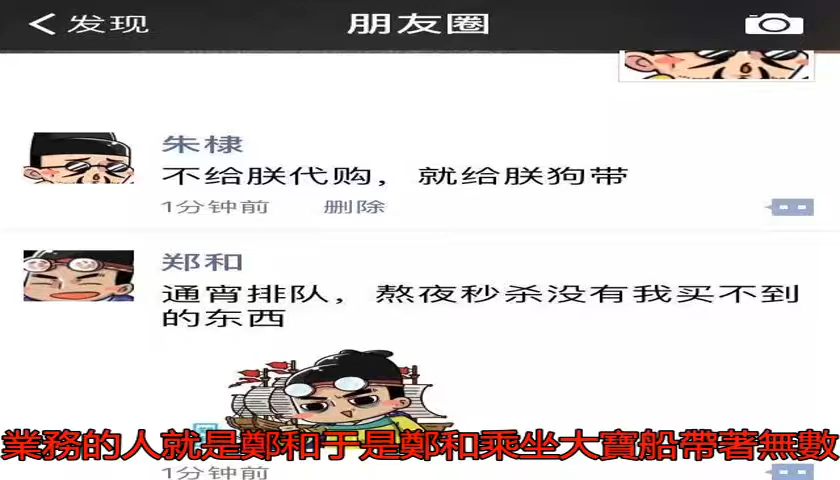 发现
朋友圈
朱棣
不给朕代购，就给朕狗带
1分钟前 删除
郑和
通宵排队，熬夜秒杀没有我买不到
的东西
業務的人就是鄭和于是鄭和乘坐大寶船帶著無數
1分钟前